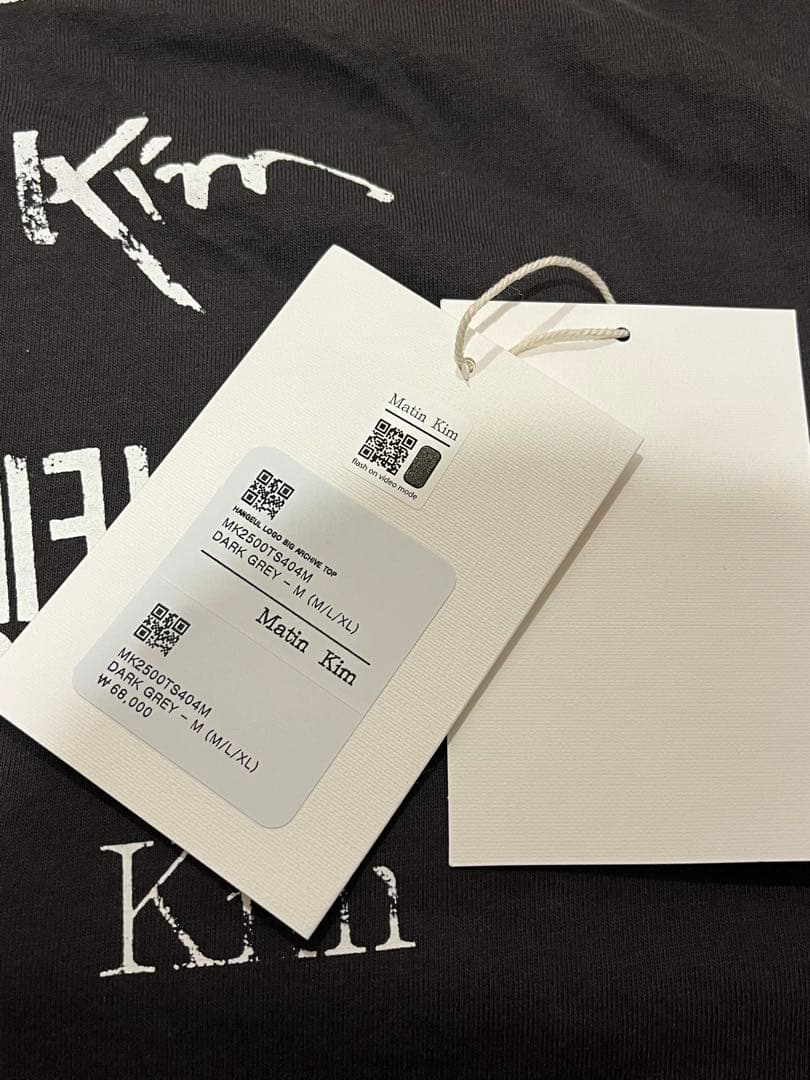 Kim
Matin Kim
flash on video mode
HANGEUL LOGO BIG ARCHIVE TOP
MK2500TS404M
DARK GREY - M (M/L/XL)
Matin Kim
MK2500TS404M
DARK GREY - M (M/L/XL)
₩ 68,000
Kim